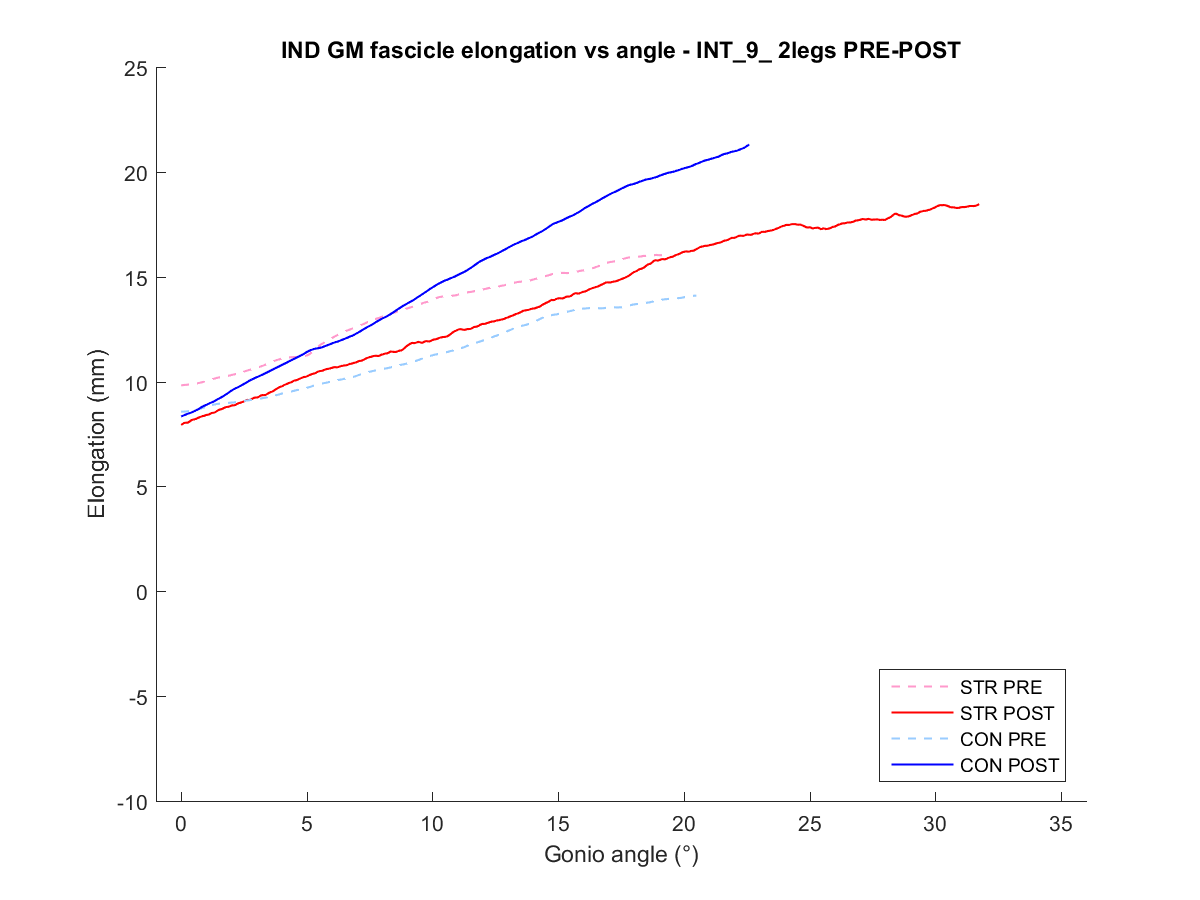 IND GM fascicle elongation vs angle - INT_9_ 2legs PRE-POST
25
20
15
10
5
0
-5
-10
Elongation (mm)
0 5 10 15 20 25 30 35
Gonio angle (°)
STR PRE
STR POST
CON PRE
CON POST